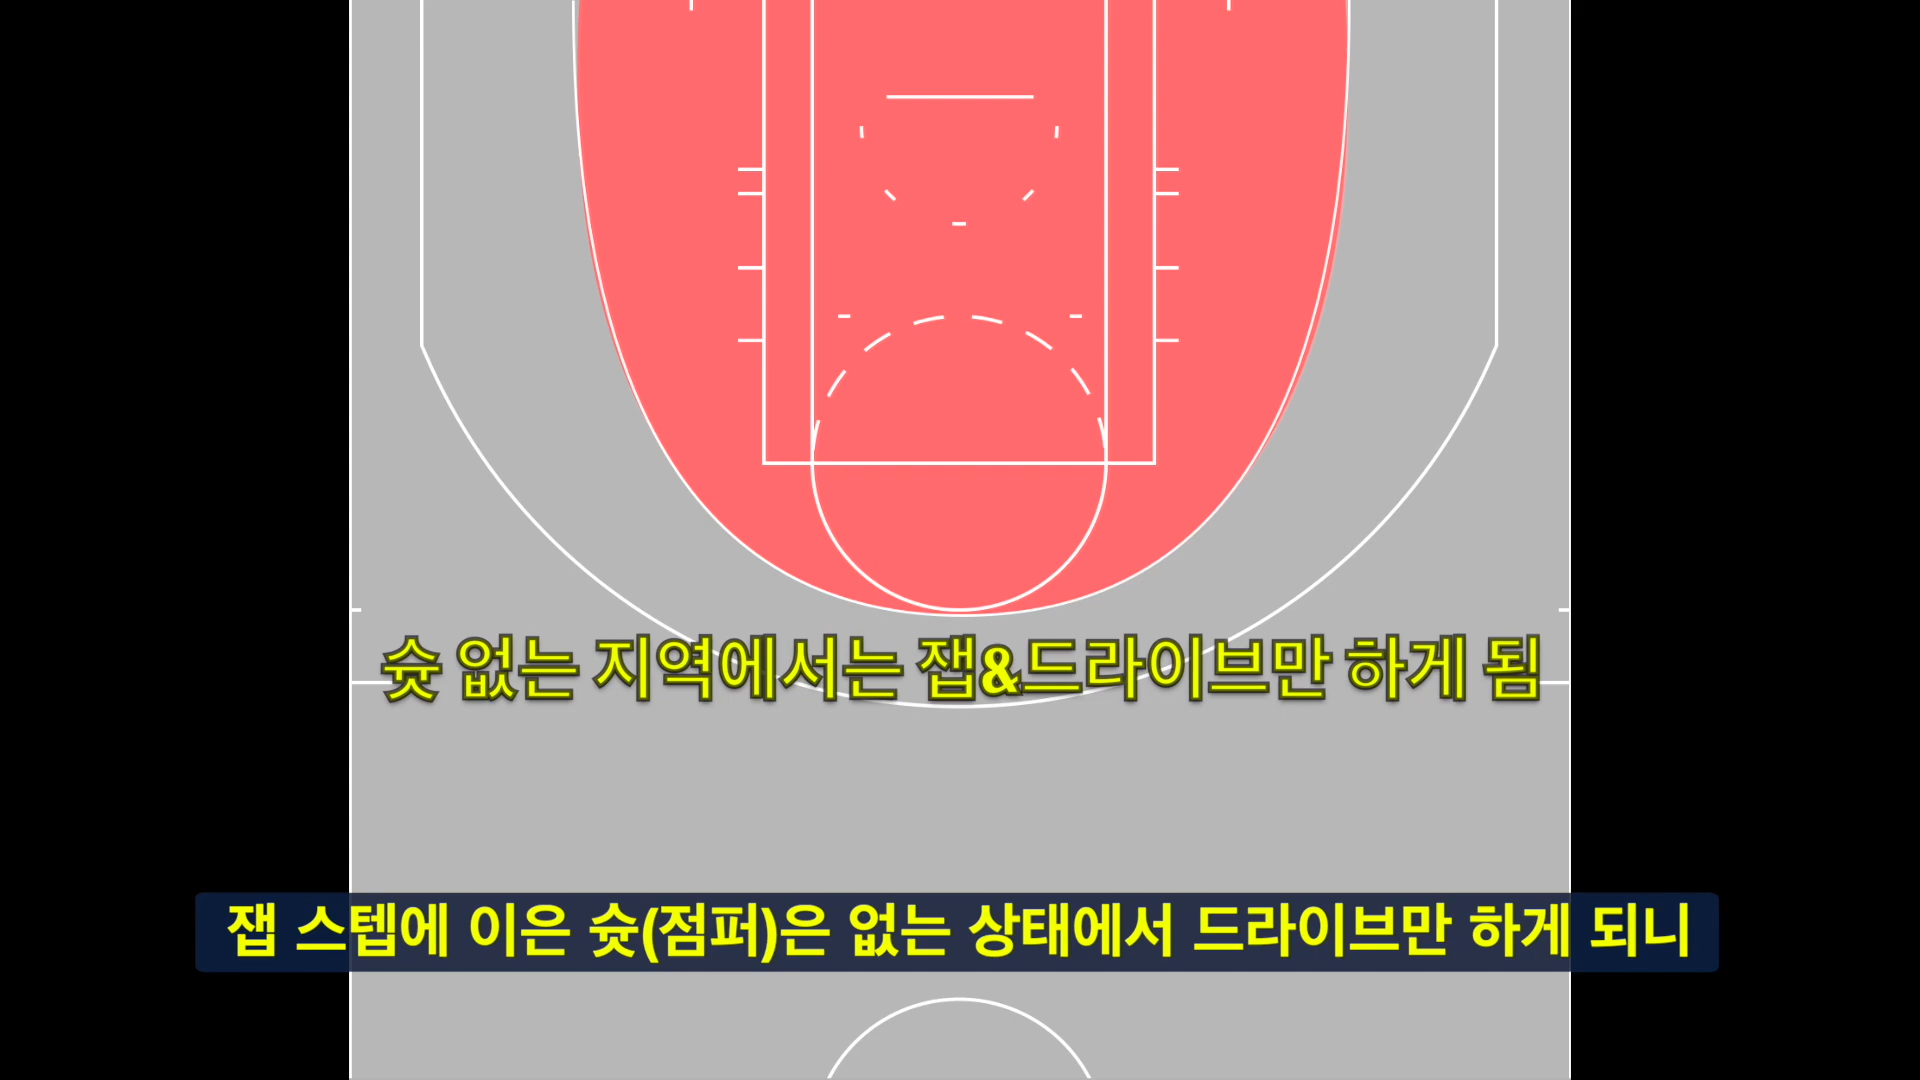 슛 없는 지역에서는 잽&드라이브만 하게 됨
잽 스텝에 이은 슛(점퍼)은 없는 상태에서 드라이브만 하게 되니